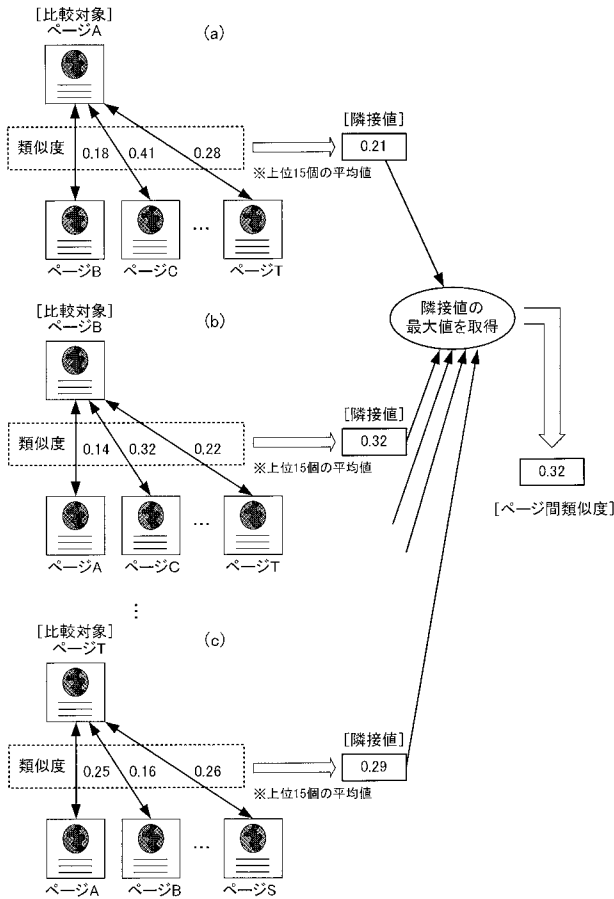 [比較対象]
ページA
(a)
類似度
0.18
0.41
0.28
[隣接値]
0.21
※上位15個の平均値
ページB
ページC
…
ページT
隣接値の
最大値を取得
[比較対象]
ページB
(b)
類似度
0.14
0.32
0.22
[隣接値]
0.32
※上位15個の平均値
0.32
[ページ間類似度]
ページA
ページC
…
ページT
⋮
[比較対象]
ページT
(c)
類似度
0.25
0.16
0.26
[隣接値]
0.29
※上位15個の平均値
ページA
ページB
…
ページS